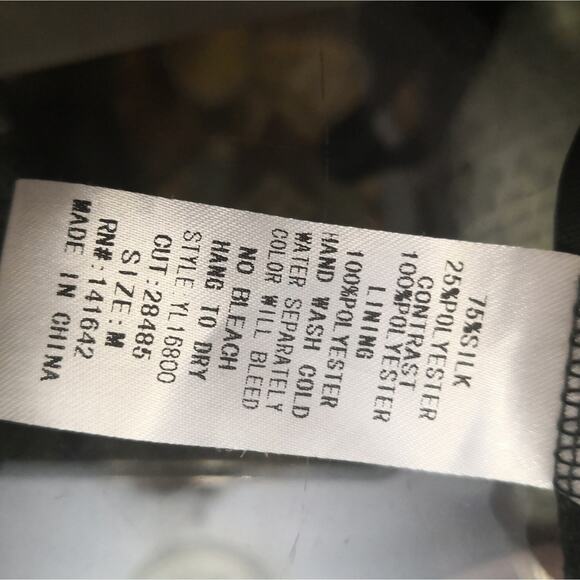 75%SILK
25%POLYESTER
CONTRAST
100%POLYESTER
LINING
100%POLYESTER
HAND WASH COLD
WATER SEPARATELY
COLOR WILL BLEED
NO BLEACH
HANG TO DRY
STYLE YL16800
CUT:28485
SIZE:M
RN#:141642
MADE IN CHINA